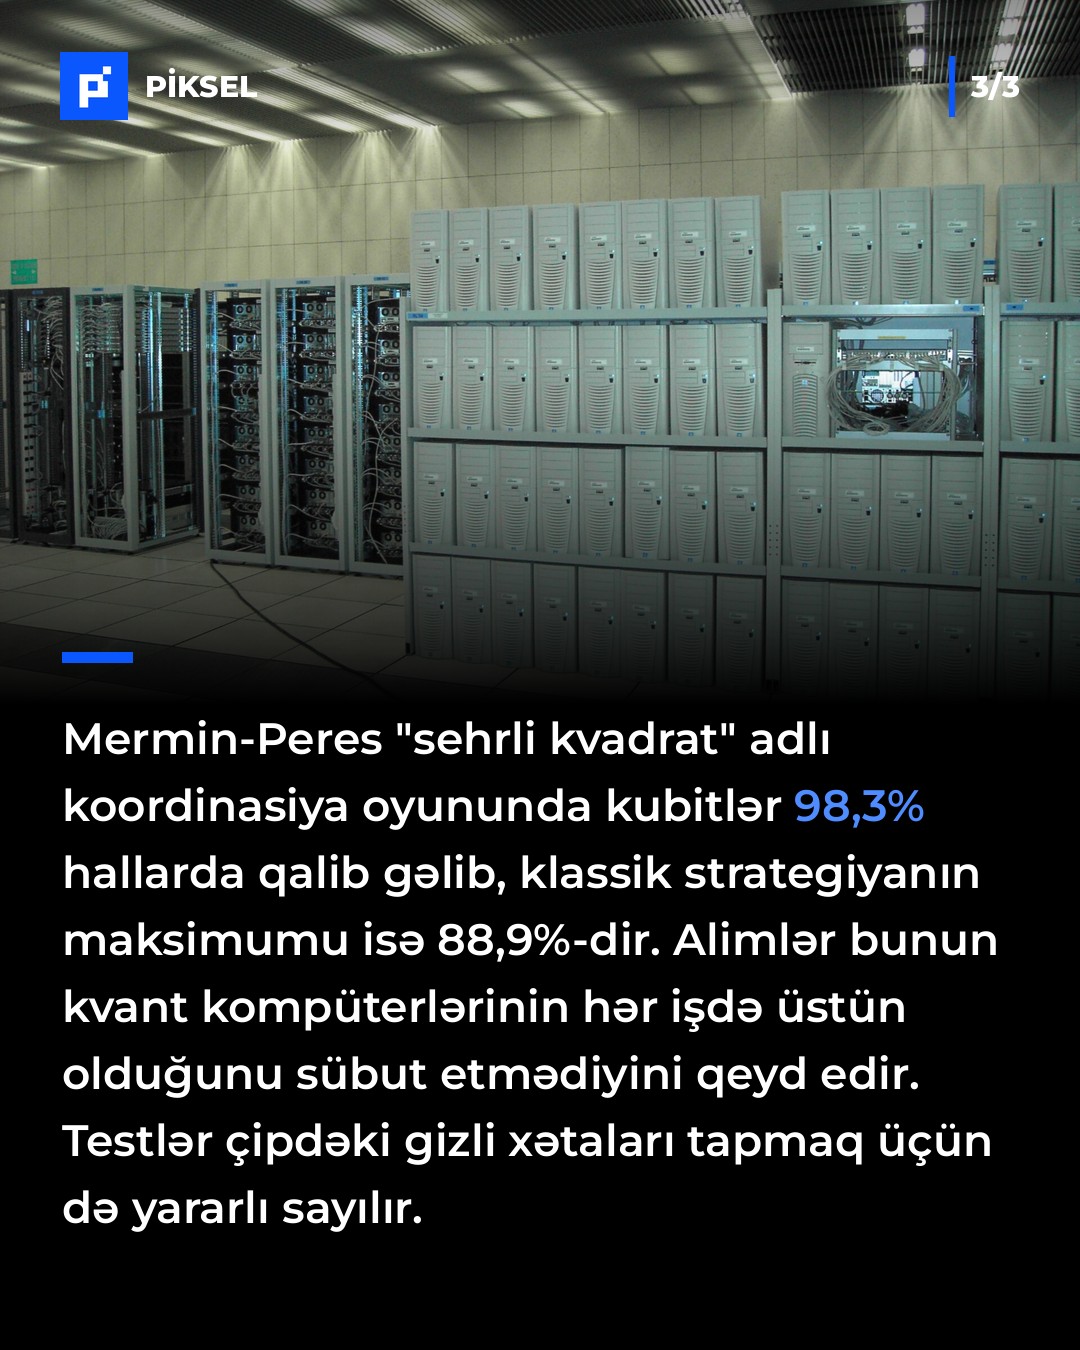 PİKSEL
3/3
Mermin-Peres "sehrli kvadrat" adlı
koordinasiya oyununda kubitlər 98,3%
hallarda qalib gəlib, klassik strategiyanın
maksimumu isə 88,9%-dir. Alimlər bunun
kvant kompüterlərinin hər işdə üstün
olduğunu sübut etmədiyini qeyd edir.
Testlər çipdəki gizli xətaları tapmaq üçün
də yararlı sayılır.